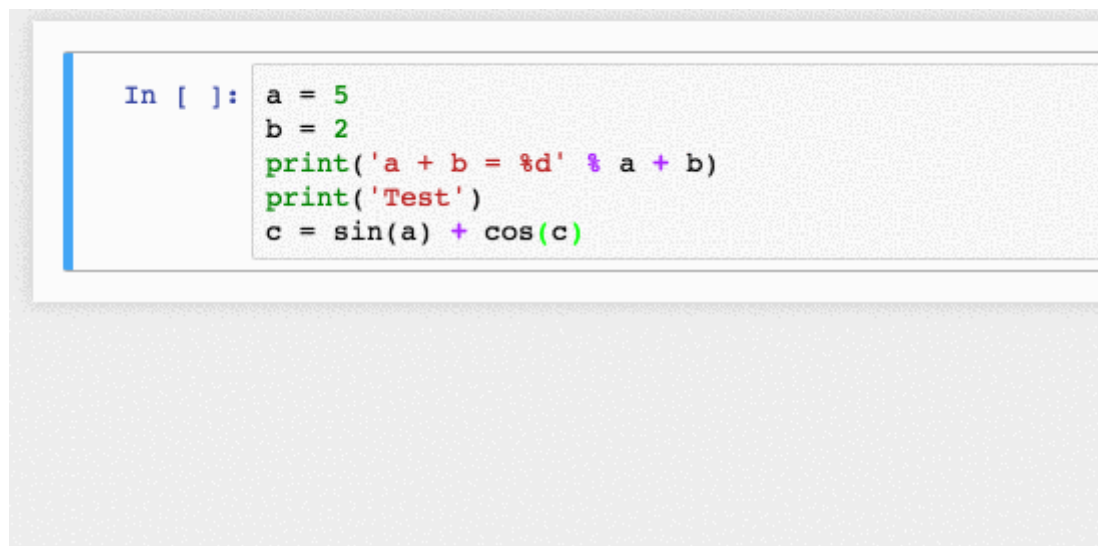 In [ ]: a = 5
b = 2
print('a + b = %d' % a + b)
print('Test')
c = sin(a) + cos(c)